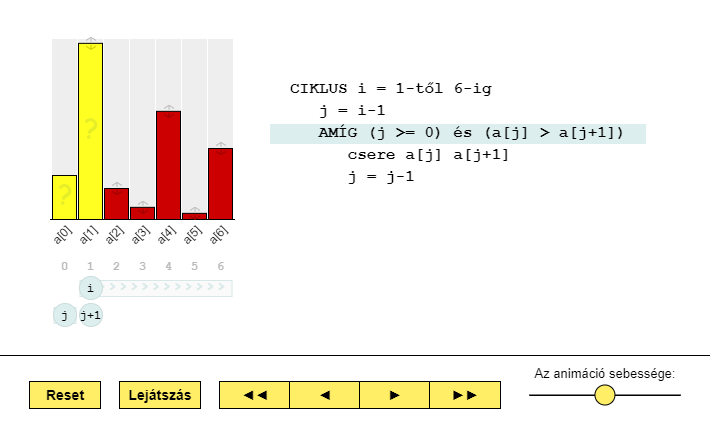 CIKLUS i = 1-től 6-ig
j = i-1
AMÍG (j >= 0) és (a[j] > a[j+1])
csere a[j] a[j+1]
j = j-1
? ?
a[0] a[1] a[2] a[3] a[4] a[5] a[6]
0 1 2 3 4 5 6
i
j j+1
Az animáció sebessége:
Reset Lejátszás